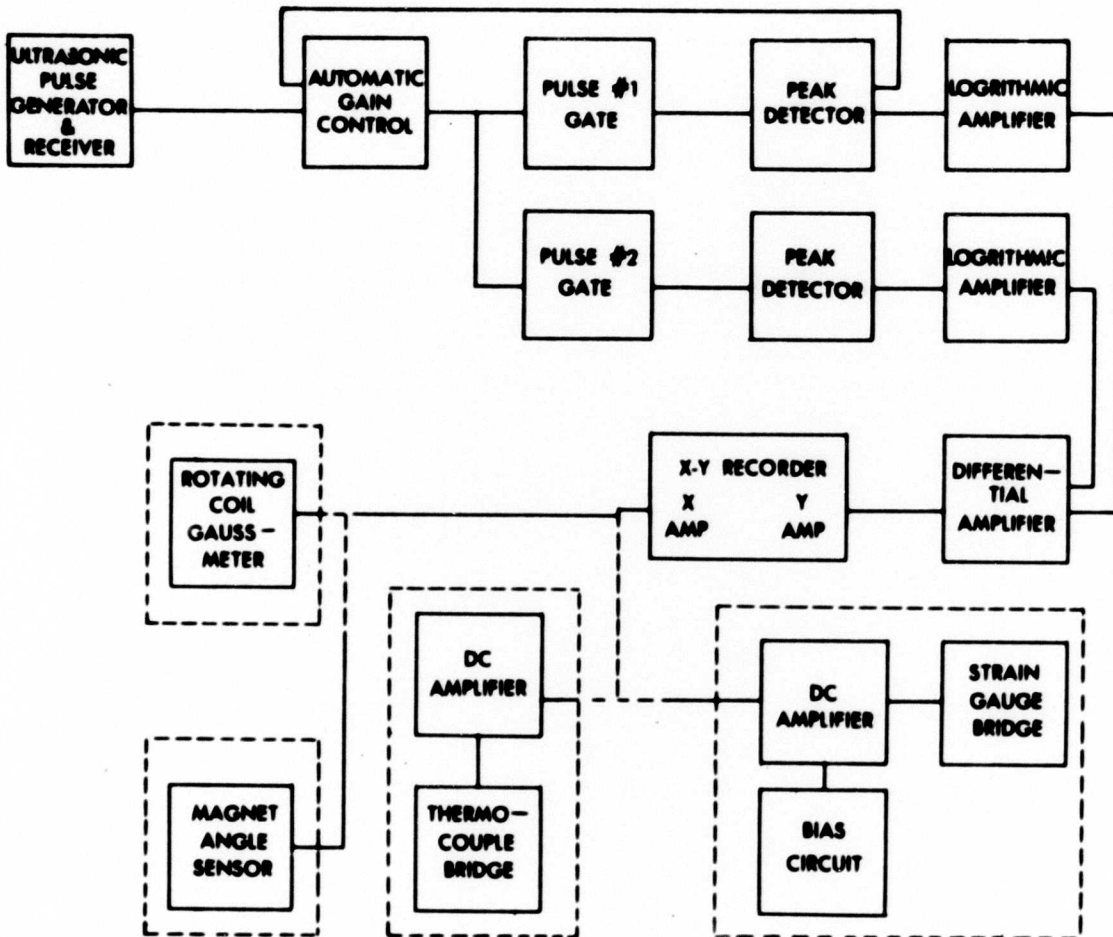 ULTRASONIC
PULSE
GENERATOR
&
RECEIVER
AUTOMATIC
GAIN
CONTROL
PULSE #1
GATE
PEAK
DETECTOR
LOGRITHMIC
AMPLIFIER
PULSE #2
GATE
PEAK
DETECTOR
LOGRITHMIC
AMPLIFIER
ROTATING
COIL
GAUSS-
METER
X-Y RECORDER
X Y
AMP AMP
DIFFEREN-
TIAL
AMPLIFIER
DC
AMPLIFIER
DC
AMPLIFIER
STRAIN
GAUGE
BRIDGE
MAGNET
ANGLE
SENSOR
THERMO-
COUPLE
BRIDGE
BIAS
CIRCUIT